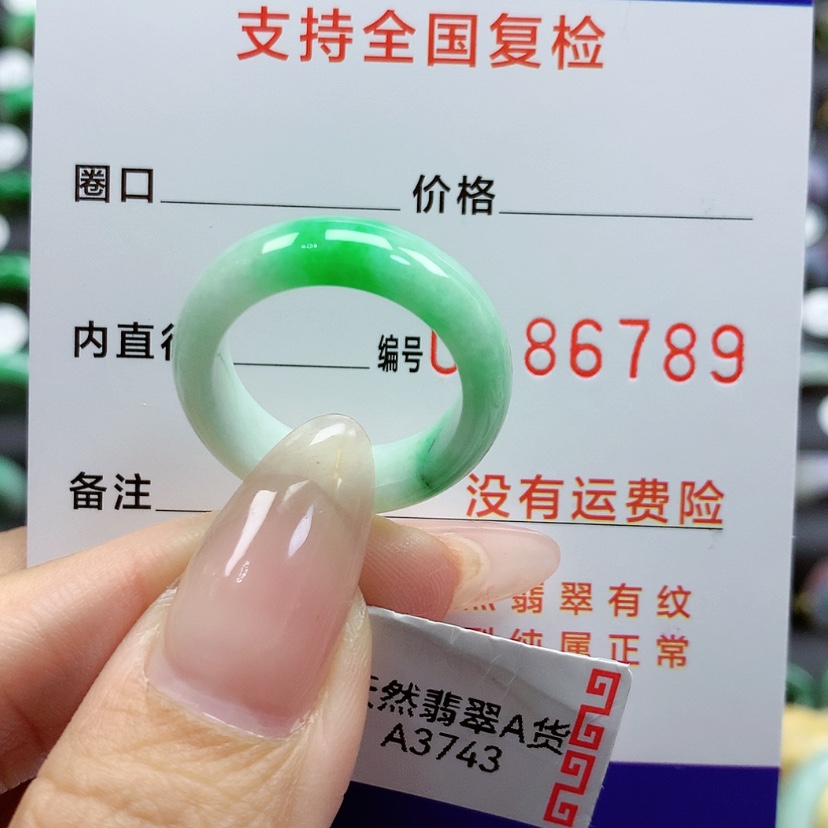 支持全国复检
圈口 价格
内直 编号 86789
备注
没有运费险
翡翠有纹
纯属正常
然翡翠A货
A3743